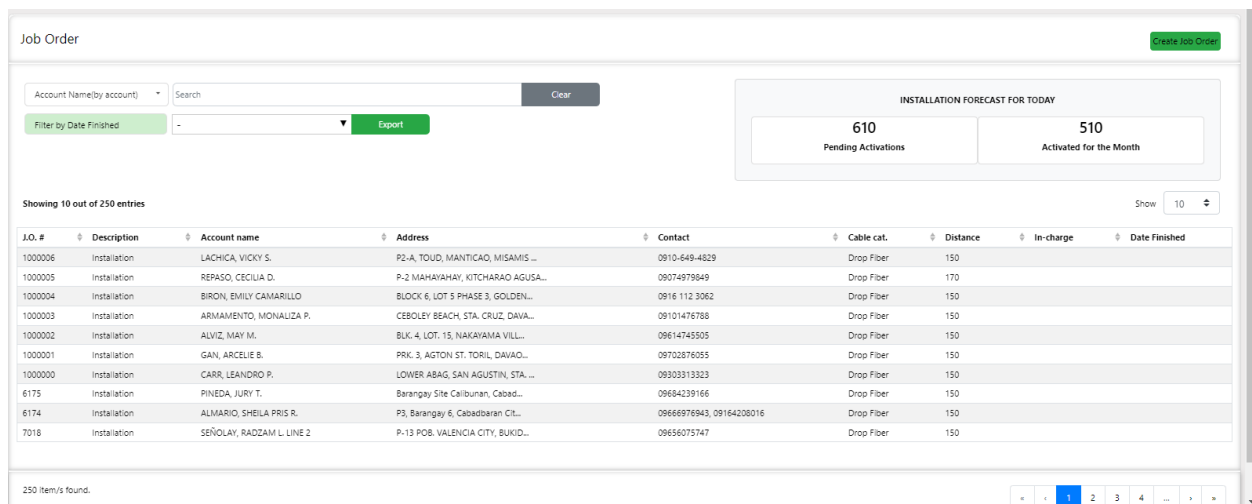 Job Order
Create Job Order
Account Name(by account) Search Clear
Filter by Date Finished - Export
INSTALLATION FORECAST FOR TODAY
610 510
Pending Activations Activated for the Month
Showing 10 out of 250 entries Show 10
J.O. # Description Account name Address Contact Cable cat. Distance In-charge Date Finished
1000006 Installation LACHICA, VICKY S. P2-A, TOUD, MANTICAO, MISAMIS ... 0910-649-4829 Drop Fiber 150
1000005 Installation REPASO, CECILIA D. P-2 MAHAYAHAY, KITCHARAO AGUSA... 09074979849 Drop Fiber 170
1000004 Installation BIRON, EMILY CAMARILLO BLOCK 6, LOT 5 PHASE 3, GOLDEN... 0916 112 3062 Drop Fiber 150
1000003 Installation ARMAMENTO, MONALIZA P. CEBOLEY BEACH, STA. CRUZ, DAVA... 09101476788 Drop Fiber 150
1000002 Installation ALVIZ, MAY M. BLK. 4, LOT. 15, NAKAYAMA VILL... 09614745505 Drop Fiber 150
1000001 Installation GAN, ARCELIE B. PRK. 3, AGTON ST. TORIL, DAVAO... 09702876055 Drop Fiber 150
1000000 Installation CARR, LEANDRO P. LOWER ABAG, SAN AGUSTIN, STA. ... 09303313323 Drop Fiber 150
6175 Installation PINEDA, JURY T. Barangay Site Calibunan, Cabad... 09684239166 Drop Fiber 150
6174 Installation ALMARIO, SHEILA PRIS R. P3, Barangay 6, Cabadbaran Cit... 09666976943, 09164208016 Drop Fiber 150
7018 Installation SEÑOLAY, RADZAM L. LINE 2 P-13 POB. VALENCIA CITY, BUKID... 09656075747 Drop Fiber 150
250 item/s found. « ‹ 1 2 3 4 ... › »